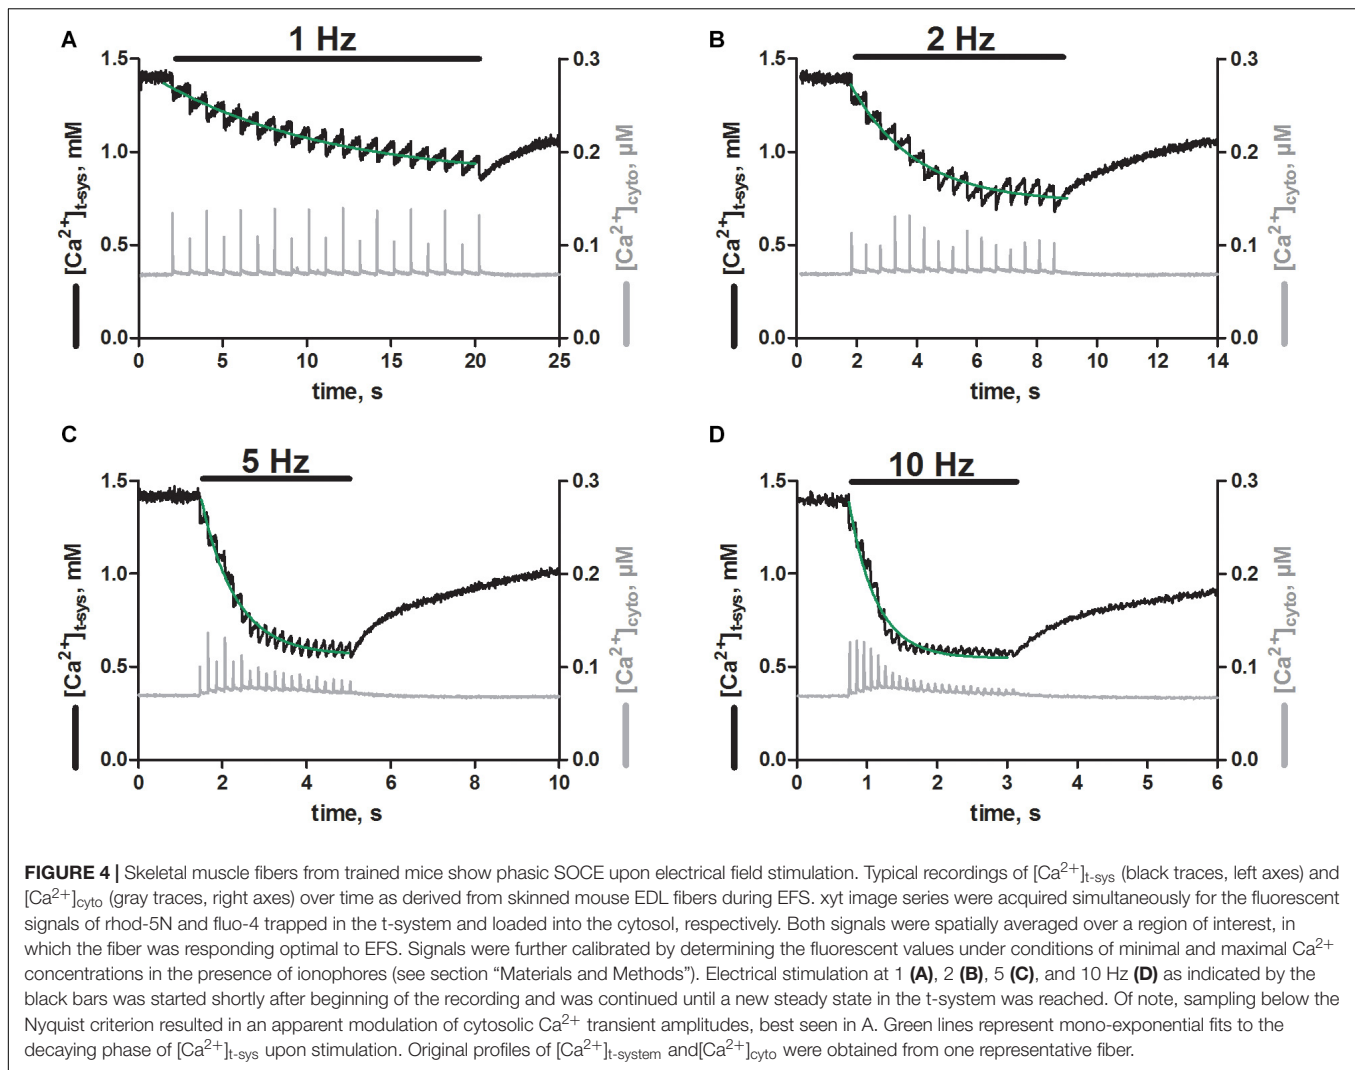 A
1 Hz
1.5
1.0
0.5
0.0
[Ca2+]t-sys, mM
0.3
0.2
0.1
0.0
[Ca2+]cyto, µM
0 5 10 15 20 25
time, s
B
2 Hz
1.5
1.0
0.5
0.0
[Ca2+]t-sys, mM
0.3
0.2
0.1
0.0
[Ca2+]cyto, µM
0 2 4 6 8 10 12 14
time, s
C
5 Hz
1.5
1.0
0.5
0.0
[Ca2+]t-sys, mM
0.3
0.2
0.1
0.0
[Ca2+]cyto, µM
0 2 4 6 8 10
time, s
D
10 Hz
1.5
1.0
0.5
0.0
[Ca2+]t-sys, mM
0.3
0.2
0.1
0.0
[Ca2+]cyto, µM
0 1 2 3 4 5 6
time, s
FIGURE 4 | Skeletal muscle fibers from trained mice show phasic SOCE upon electrical field stimulation. Typical recordings of [Ca2+]t-sys (black traces, left axes) and
[Ca2+]cyto (gray traces, right axes) over time as derived from skinned mouse EDL fibers during EFS. xyt image series were acquired simultaneously for the fluorescent
signals of rhod-5N and fluo-4 trapped in the t-system and loaded into the cytosol, respectively. Both signals were spatially averaged over a region of interest, in
which the fiber was responding optimal to EFS. Signals were further calibrated by determining the fluorescent values under conditions of minimal and maximal Ca2+
concentrations in the presence of ionophores (see section “Materials and Methods”). Electrical stimulation at 1 (A), 2 (B), 5 (C), and 10 Hz (D) as indicated by the
black bars was started shortly after beginning of the recording and was continued until a new steady state in the t-system was reached. Of note, sampling below the
Nyquist criterion resulted in an apparent modulation of cytosolic Ca2+ transient amplitudes, best seen in A. Green lines represent mono-exponential fits to the
decaying phase of [Ca2+]t-sys upon stimulation. Original profiles of [Ca2+]t-system and[Ca2+]cyto were obtained from one representative fiber.